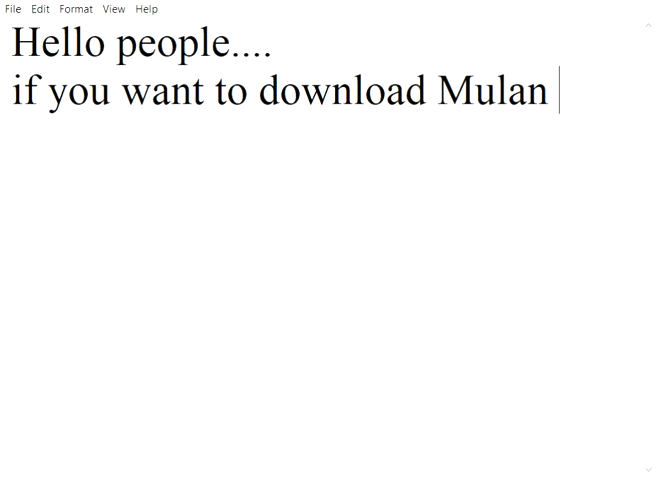 File Edit Format View Help
Hello people....
if you want to download Mulan